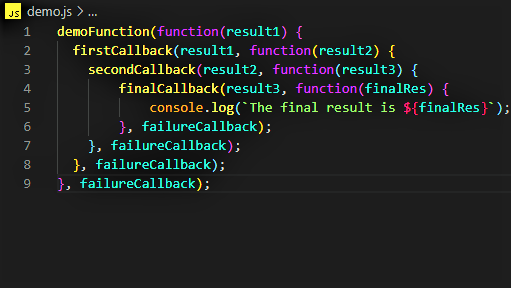 JS demo.js > ...
1 demoFunction(function(result1) {
2   firstCallback(result1, function(result2) {
3     secondCallback(result2, function(result3) {
4         finalCallback(result3, function(finalRes) {
5             console.log(`The final result is ${finalRes}`);
6         }, failureCallback);
7     }, failureCallback);
8   }, failureCallback);
9 }, failureCallback);